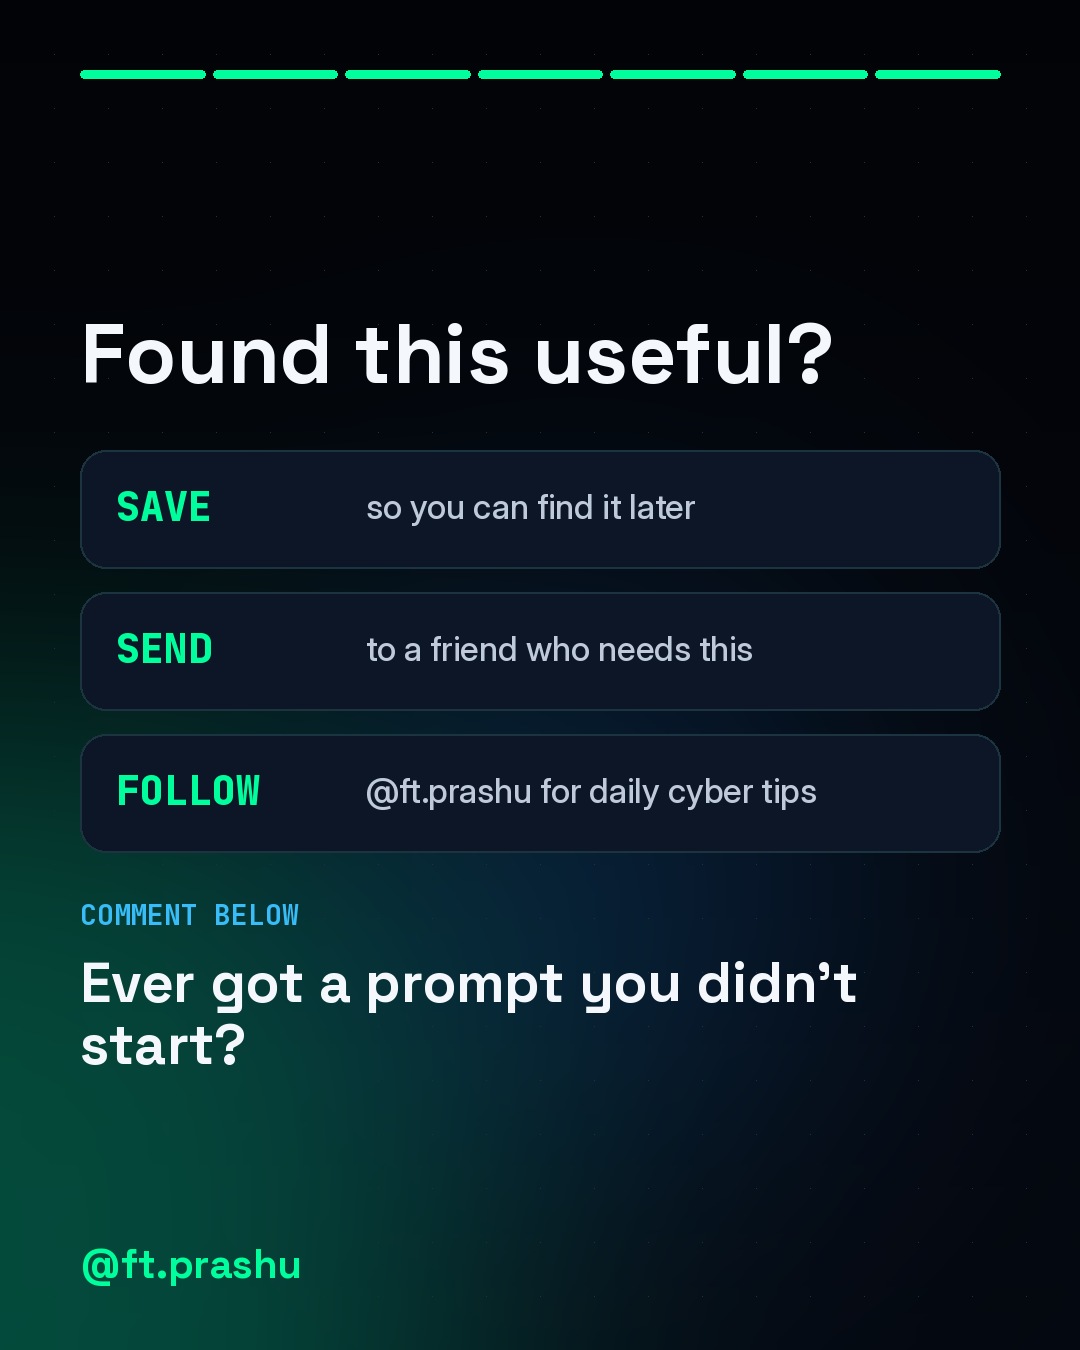 Found this useful?
SAVE so you can find it later
SEND to a friend who needs this
FOLLOW @ft.prashu for daily cyber tips
COMMENT BELOW
Ever got a prompt you didn’t
start?
@ft.prashu